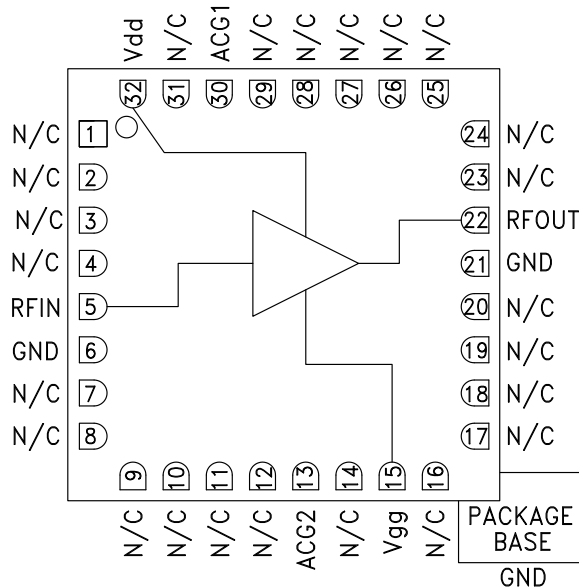 Vdd N/C ACG1 N/C N/C N/C N/C N/C
32 31 30 29 28 27 26 25
N/C 1 24 N/C
N/C 2 23 N/C
N/C 3 22 RFOUT
N/C 4 21 GND
RFIN 5 20 N/C
GND 6 19 N/C
N/C 7 18 N/C
N/C 8 17 N/C
9 10 11 12 13 14 15 16
N/C N/C N/C N/C ACG2 N/C Vgg N/C
PACKAGE
BASE
GND